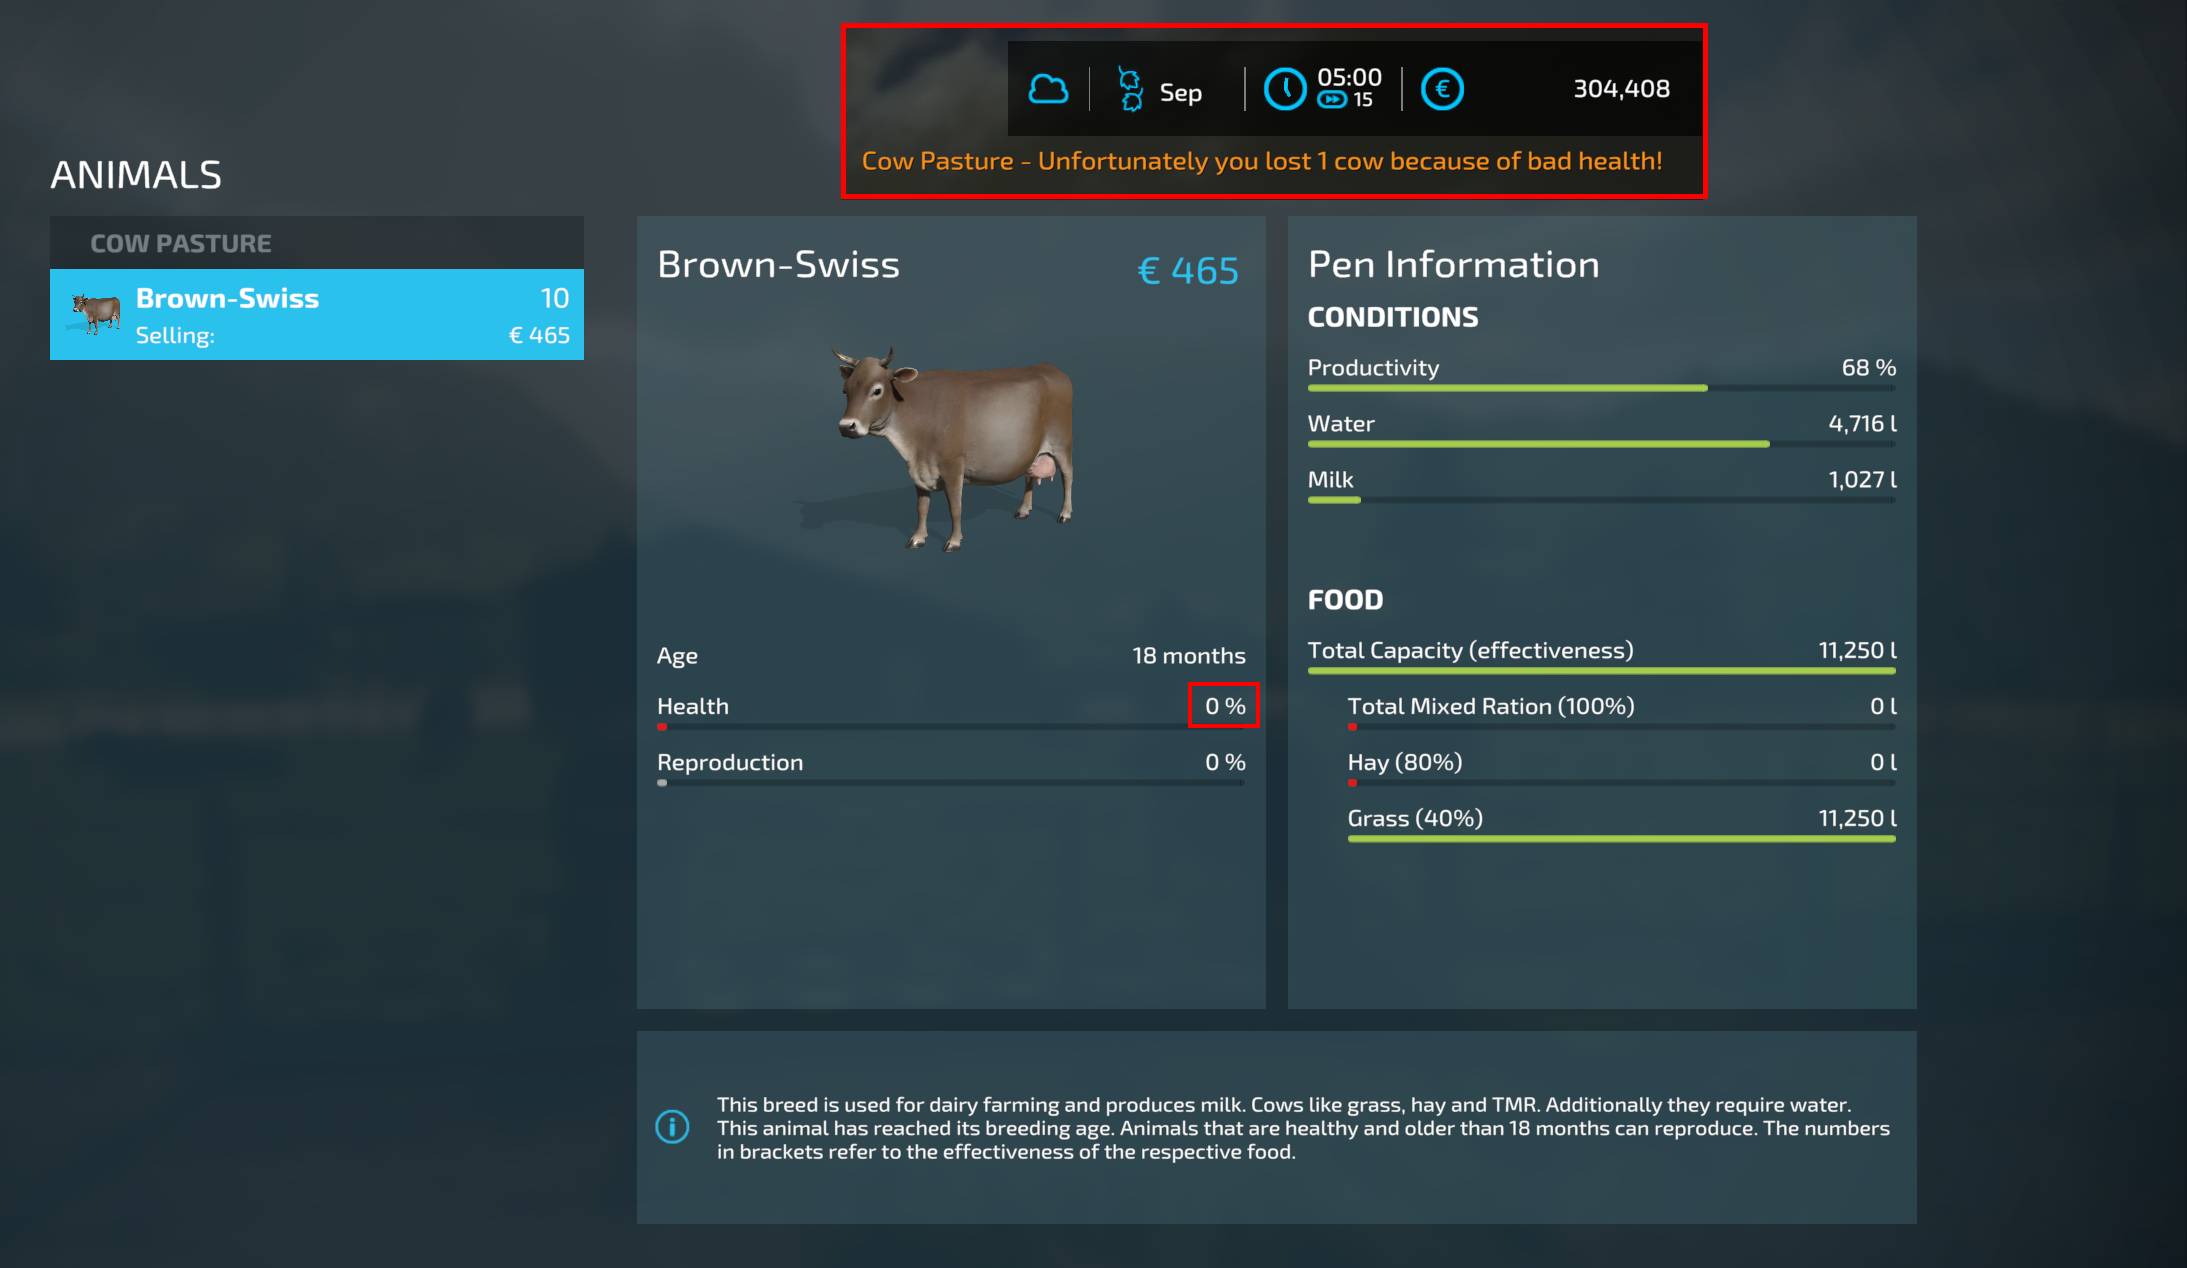 Sep
05:00
15
304,408
Cow Pasture - Unfortunately you lost 1 cow because of bad health!
ANIMALS
COW PASTURE
Brown-Swiss 10
Selling: € 465
Brown-Swiss € 465
Age 18 months
Health 0 %
Reproduction 0 %
Pen Information
CONDITIONS
Productivity 68 %
Water 4,716 l
Milk 1,027 l
FOOD
Total Capacity (effectiveness) 11,250 l
Total Mixed Ration (100%) 0 l
Hay (80%) 0 l
Grass (40%) 11,250 l
This breed is used for dairy farming and produces milk. Cows like grass, hay and TMR. Additionally they require water.
This animal has reached its breeding age. Animals that are healthy and older than 18 months can reproduce. The numbers
in brackets refer to the effectiveness of the respective food.